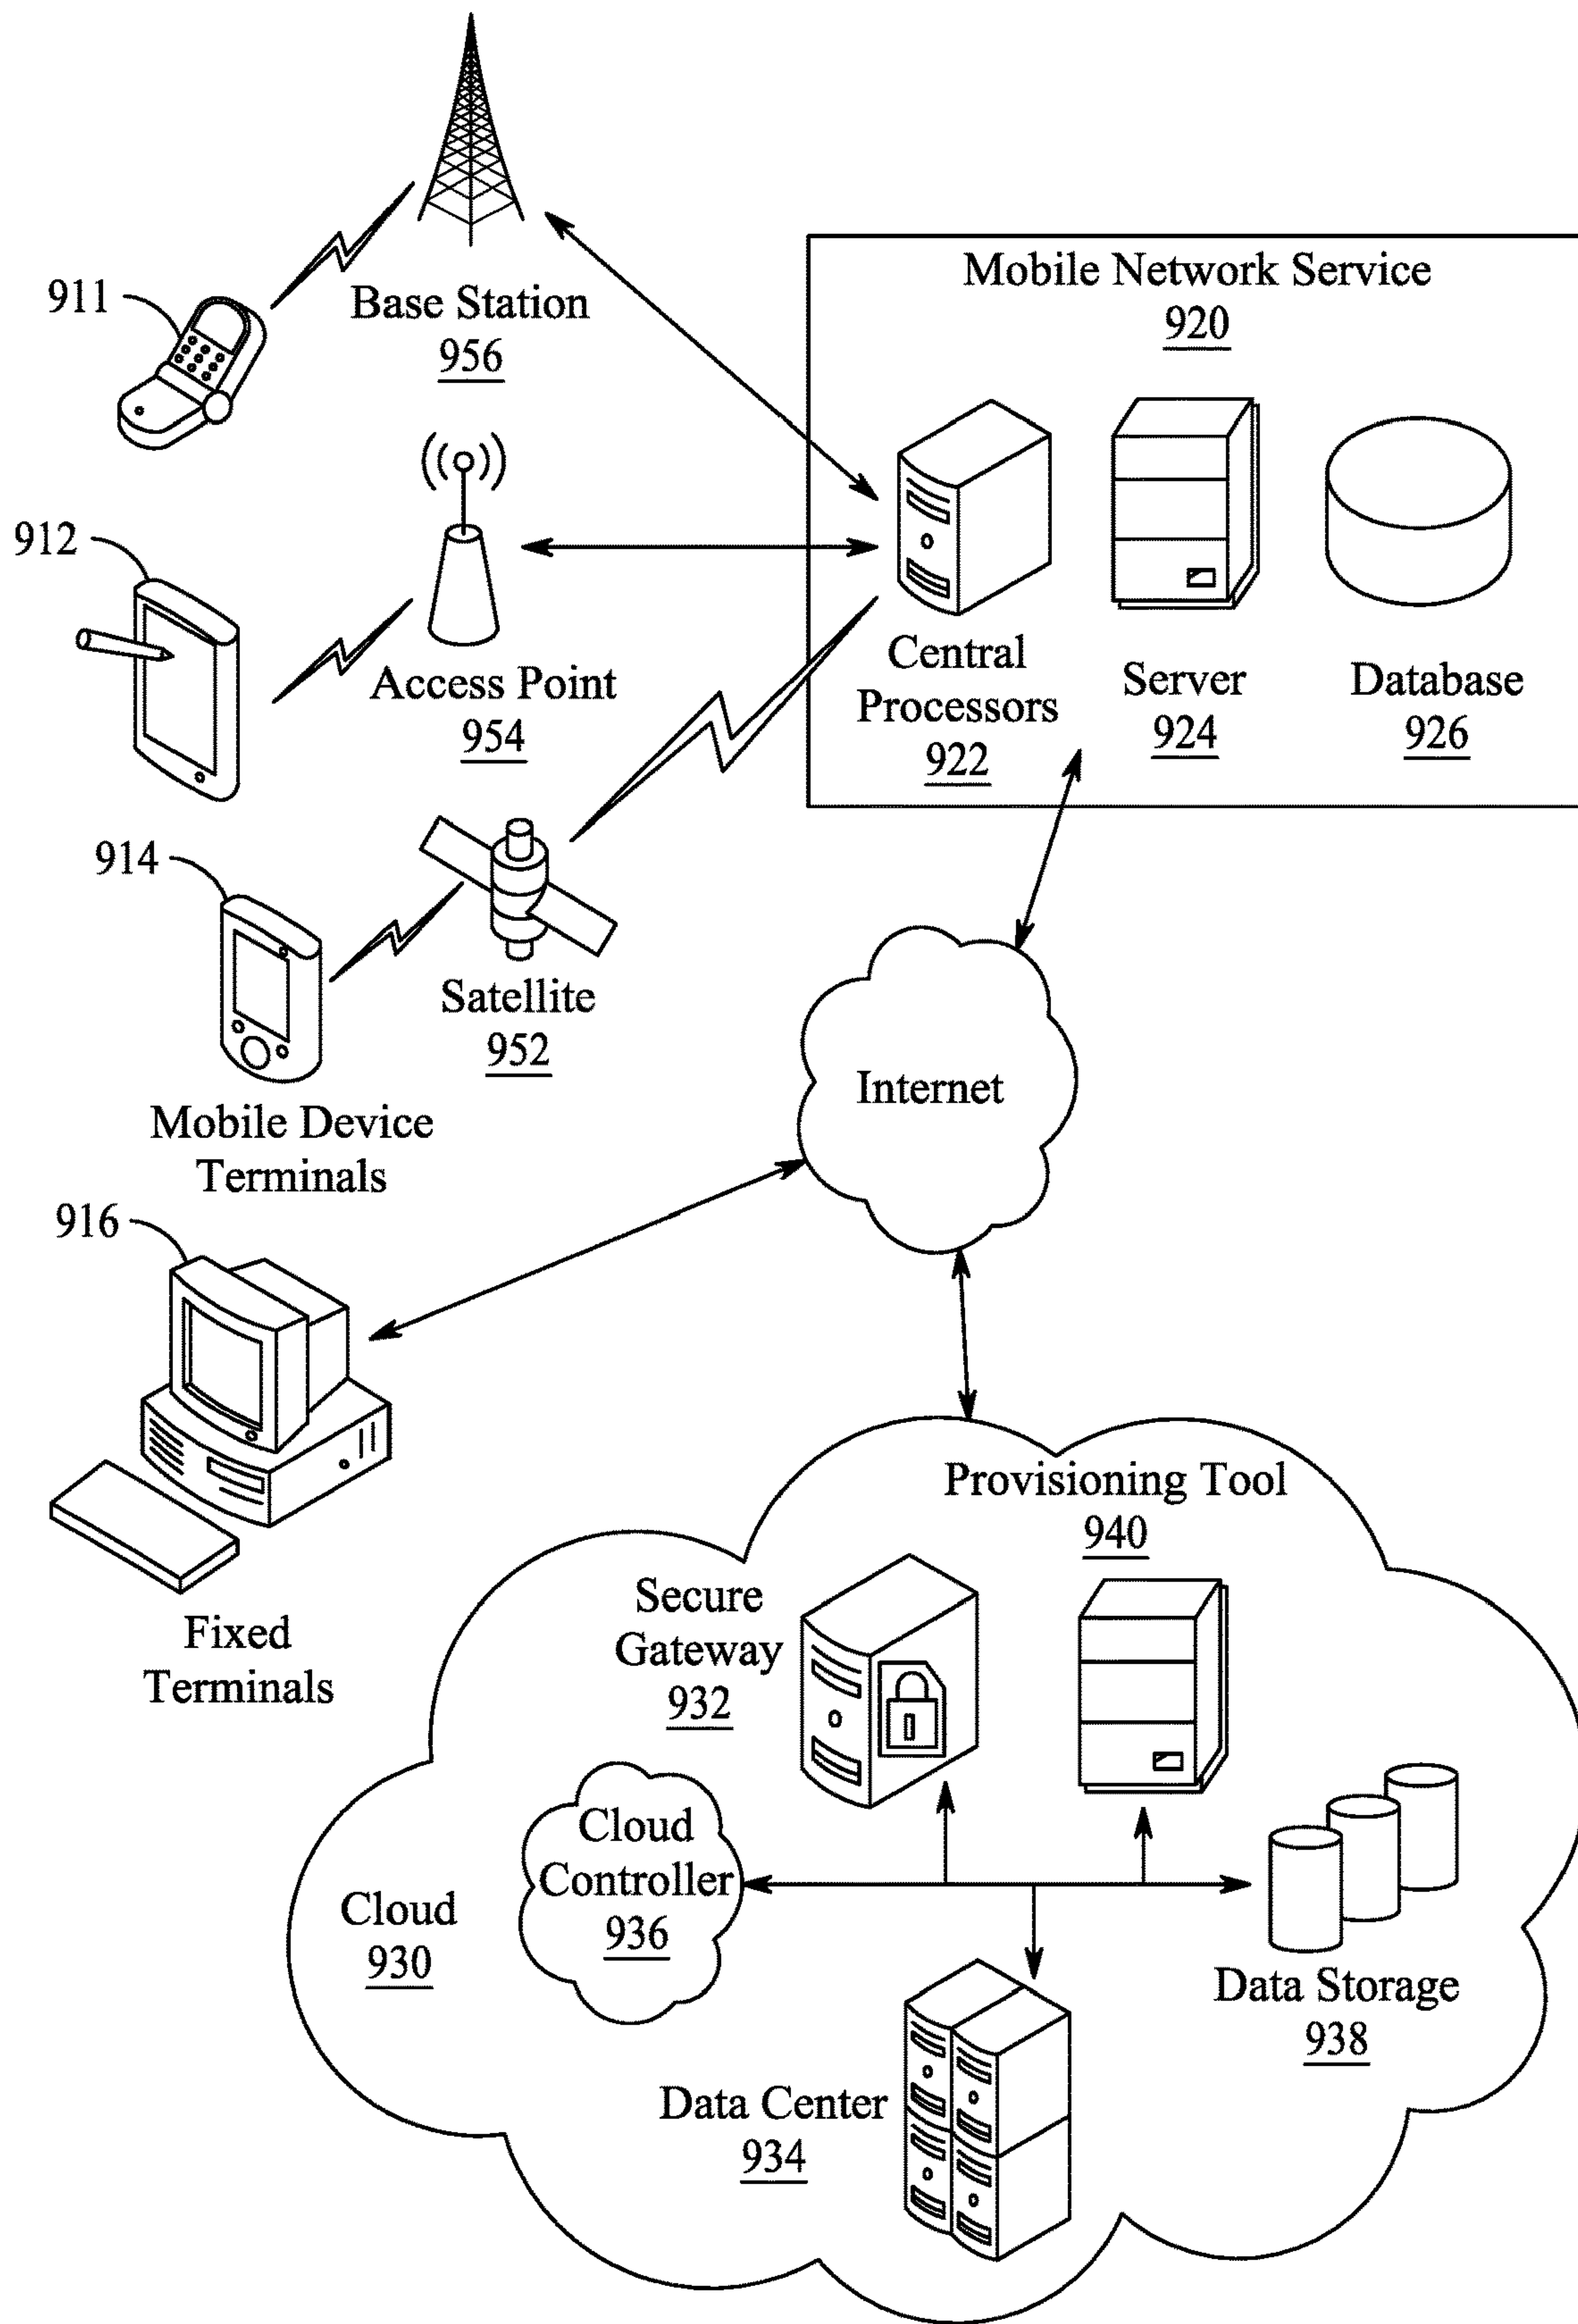 911
Base Station
956
Mobile Network Service
920
912
Access Point
954
Central
Processors
922
Server
924
Database
926
914
Satellite
952
Mobile Device
Terminals
Internet
916
Fixed
Terminals
Provisioning Tool
940
Secure
Gateway
932
Cloud
Controller
936
Cloud
930
Data Storage
938
Data Center
934